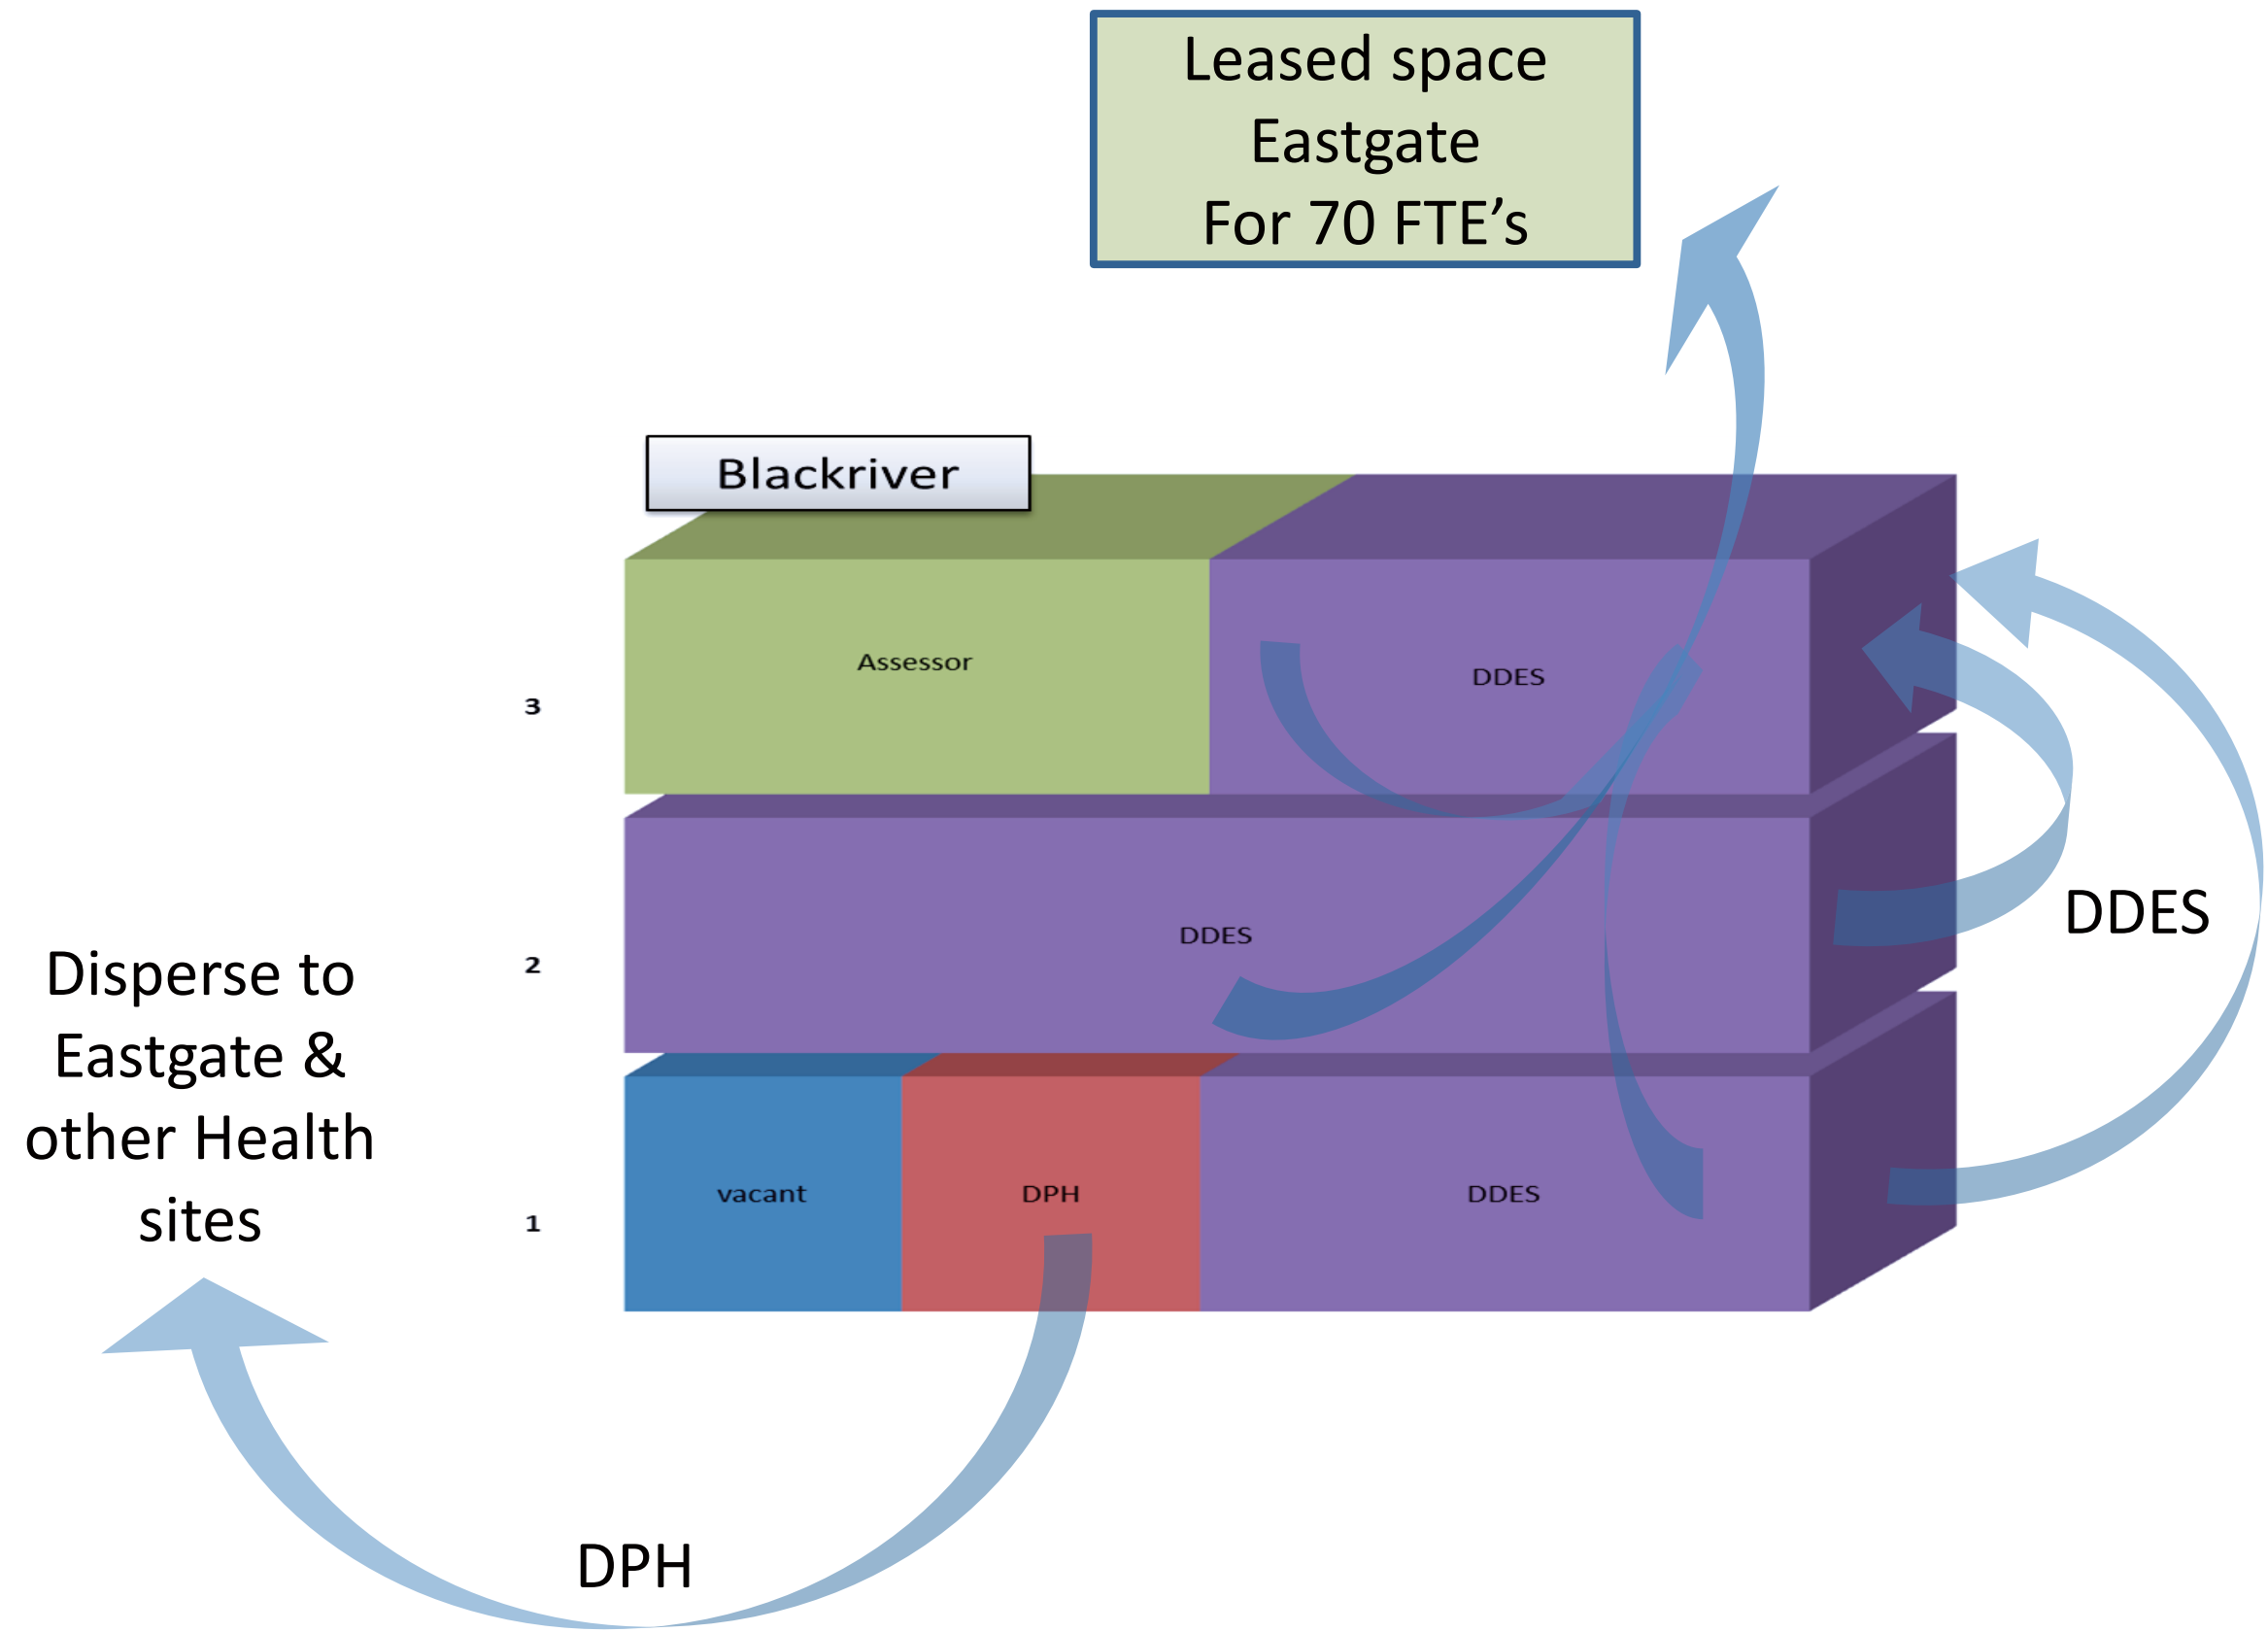 Leased space
Eastgate
For 70 FTE’s
Blackriver
Assessor
DDES
3
DDES
2
DDES
Disperse to
Eastgate &
other Health
sites
vacant
DPH
DDES
1
DPH